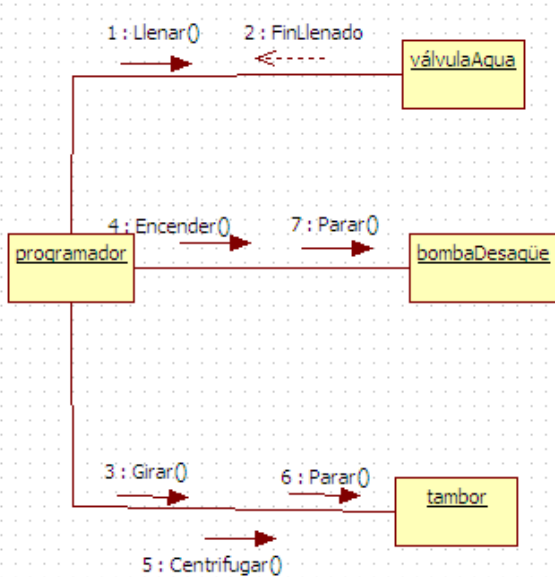 1 : Llenar()
2 : FinLlenado
válvulaAgua
4 : Encender()
7 : Parar()
programador
bombaDesagüe
3 : Girar()
6 : Parar()
tambor
5 : Centrifugar()